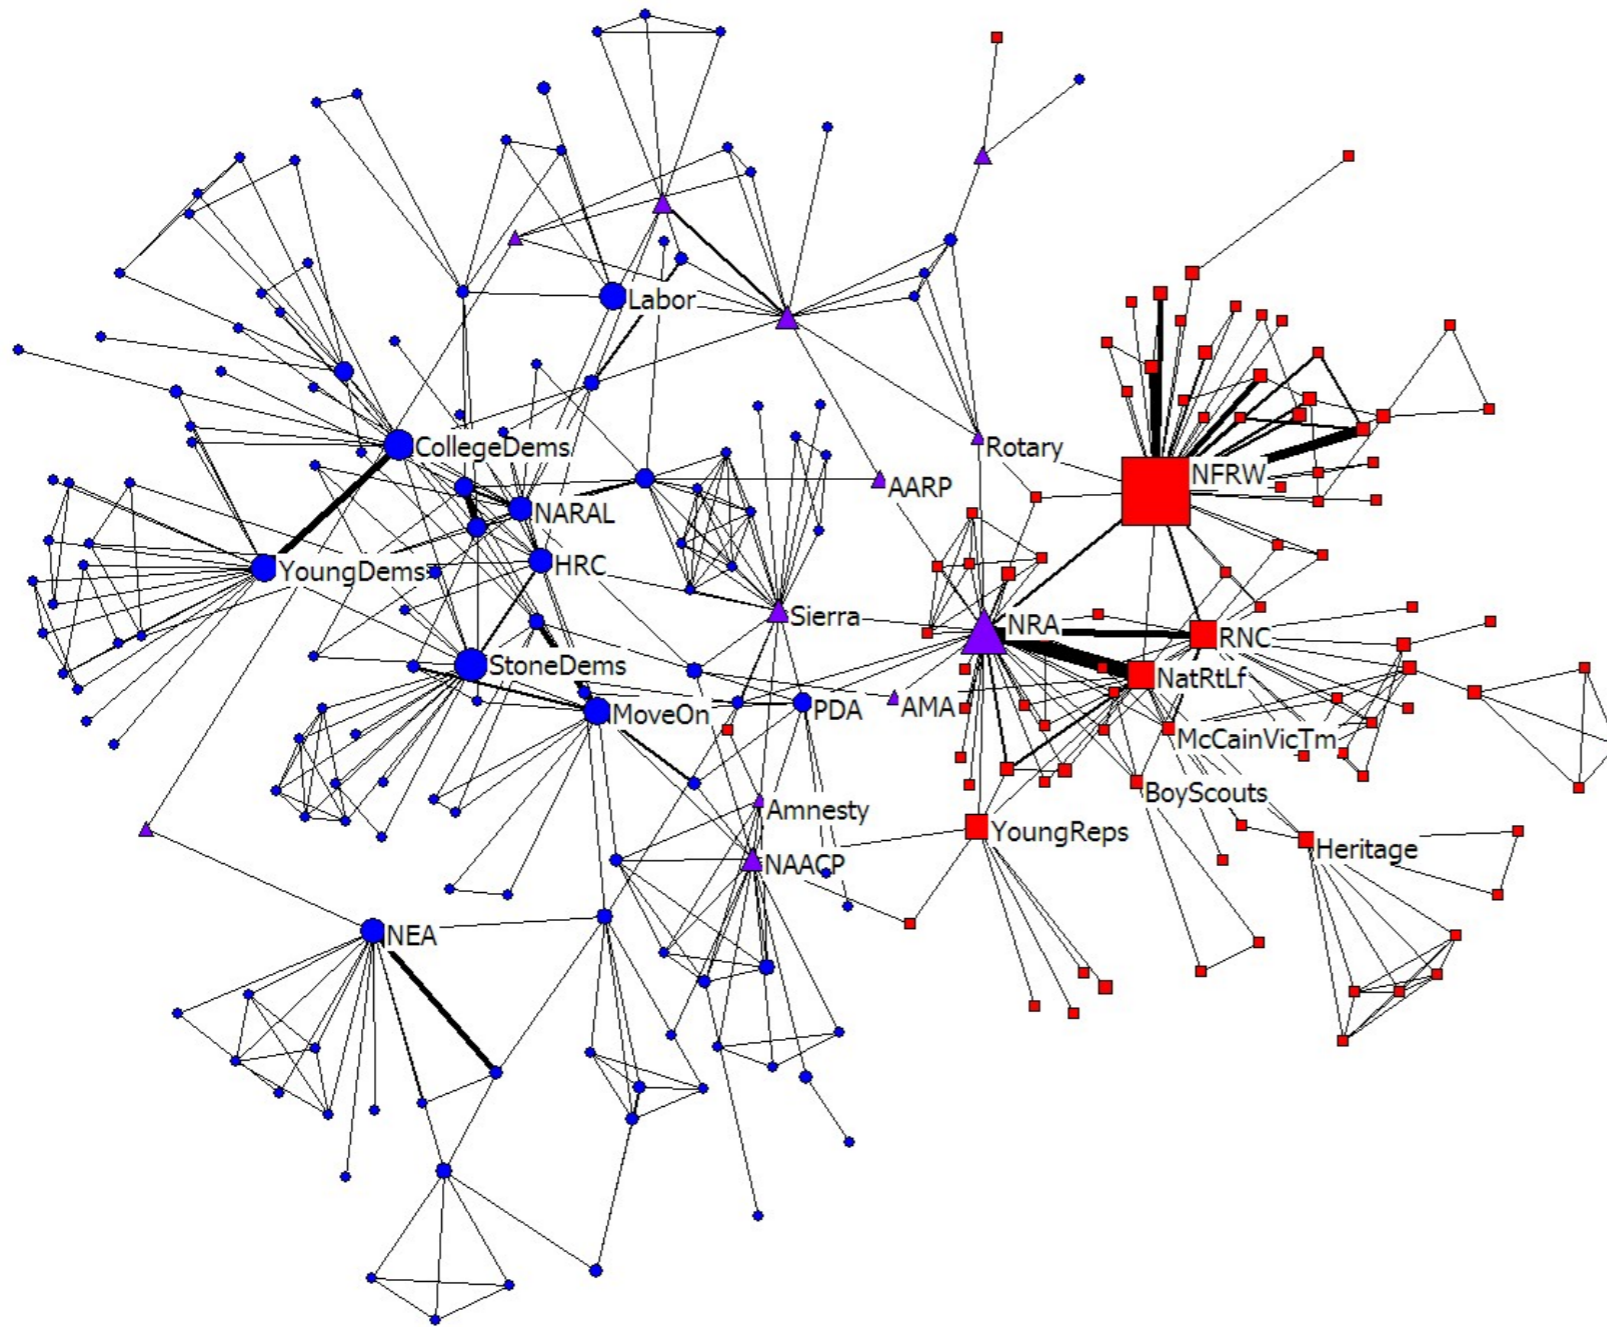 Labor
CollegeDems
Rotary
NFRW
AARP
NARAL
HRC
YoungDems
Sierra
NRA
RNC
StoneDems
NatRtLf
MoveOn
PDA
AMA
McCainVicTm
BoyScouts
Amnesty
YoungReps
Heritage
NAACP
NEA